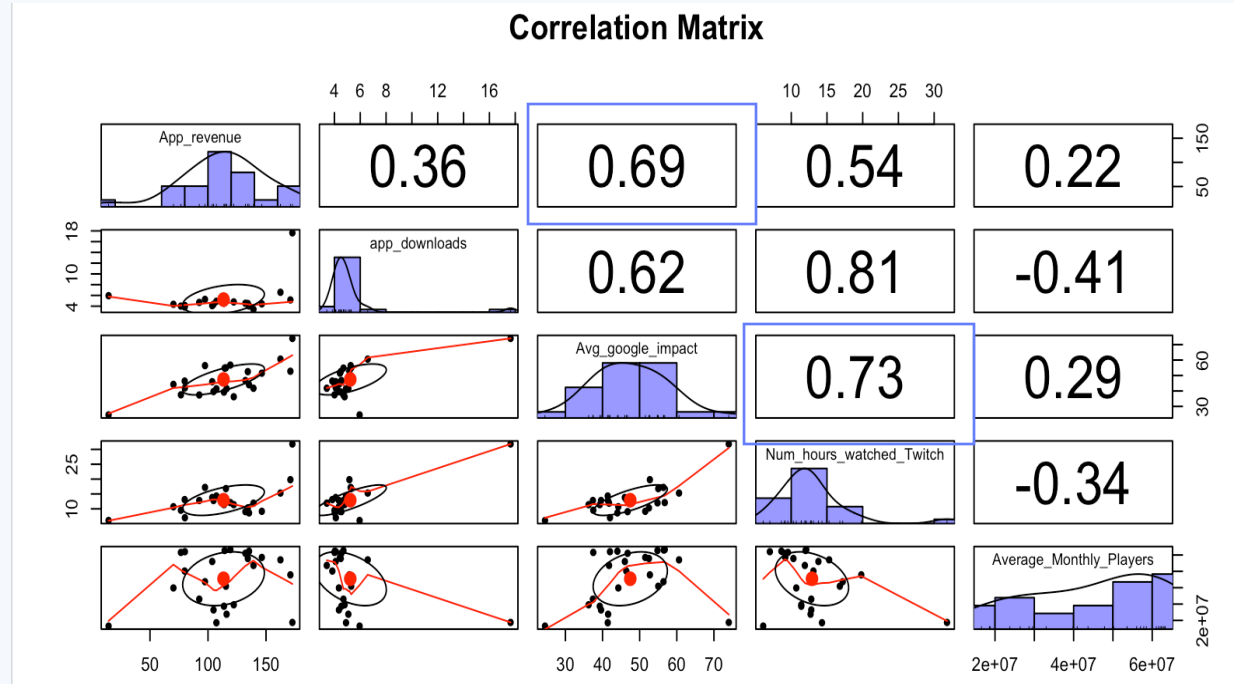 Correlation Matrix
4 6 8 12 16
10 15 20 25 30
App_revenue
0.36
0.69
0.54
0.22
50 150
4 10 18
app_downloads
0.62
0.81
-0.41
Avg_google_impact
0.73
0.29
30 60
10 25
Num_hours_watched_Twitch
-0.34
Average_Monthly_Players
2e+07
50 100 150
30 40 50 60 70
2e+07 4e+07 6e+07